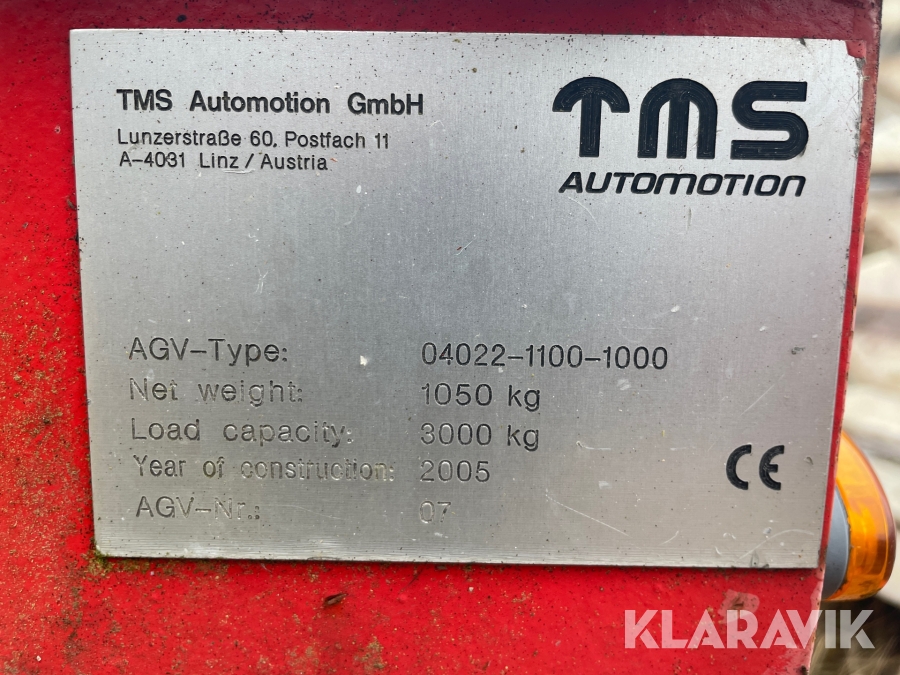 TMS Automotion GmbH
Lunzerstraße 60, Postfach 11
A-4031 Linz / Austria
TMS
AUTOMOTION
AGV-Type: 04022-1100-1000
Net weight: 1050 kg
Load capacity: 3000 kg
Year of construction: 2005
AGV-Nr.: 07
CE
KLARAVIK